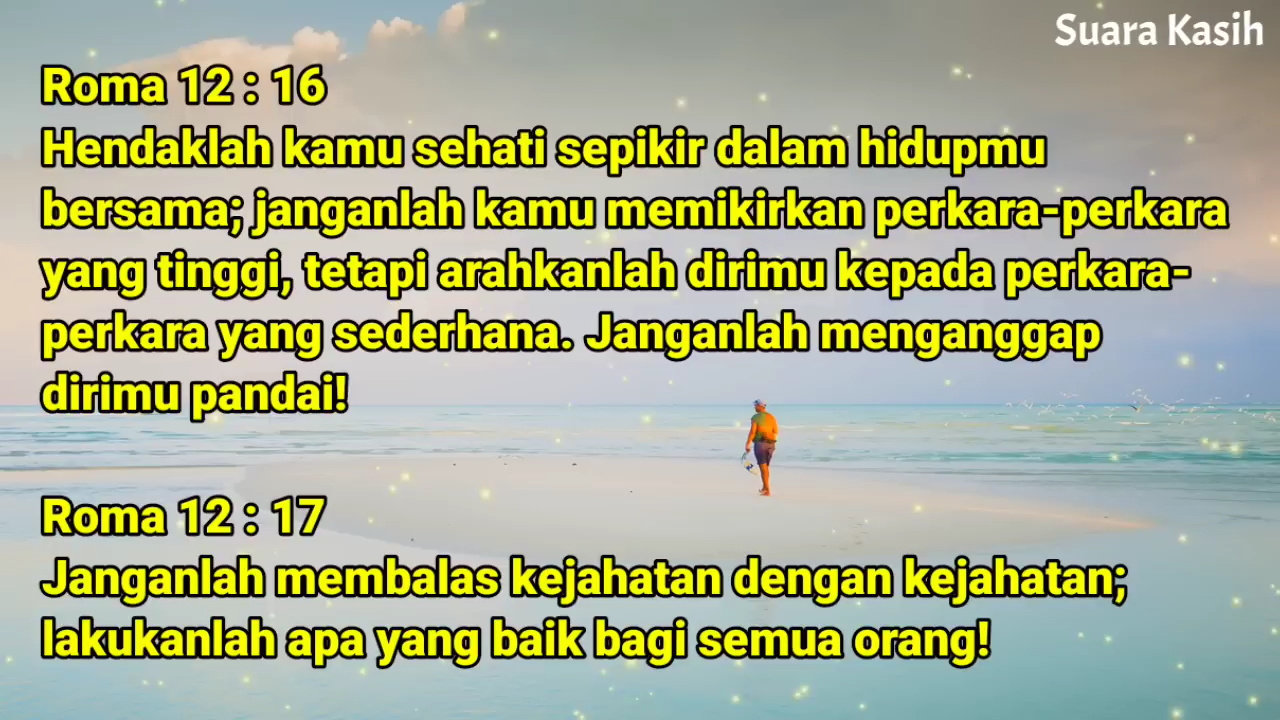 Suara Kasih
Roma 12 : 16
Hendaklah kamu sehati sepikir dalam hidupmu
bersama; janganlah kamu memikirkan perkara-perkara
yang tinggi, tetapi arahkanlah dirimu kepada perkara-
perkara yang sederhana. Janganlah menganggap
dirimu pandai!
Roma 12 : 17
Janganlah membalas kejahatan dengan kejahatan;
lakukanlah apa yang baik bagi semua orang!